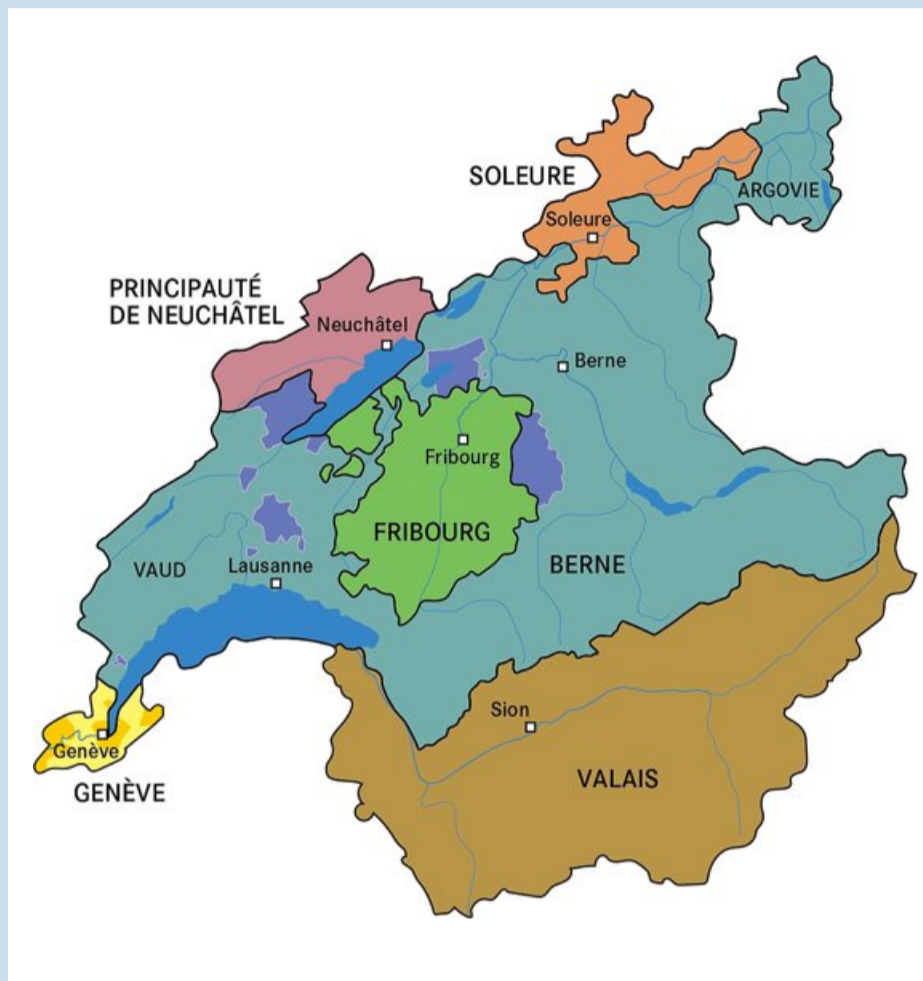 SOLEURE
ARGOVIE
Soleure
PRINCIPAUTÉ
DE NEUCHÂTEL
Neuchâtel
Berne
Fribourg
FRIBOURG
VAUD
Lausanne
BERNE
Sion
Genève
VALAIS
GENÈVE